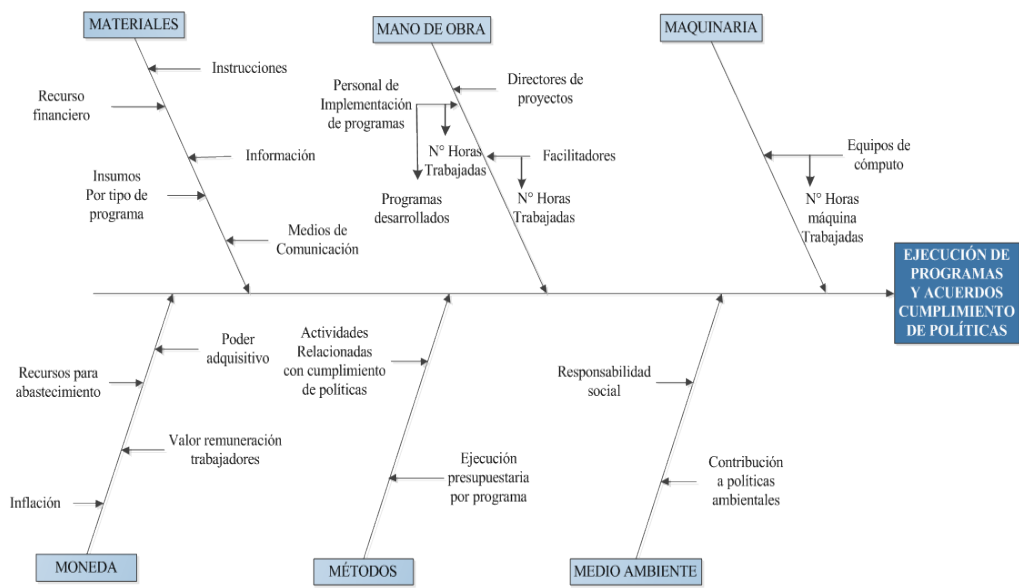 MATERIALES
MANO DE OBRA
MAQUINARIA
Instrucciones
Recurso
financiero
Información
Insumos
Por tipo de
programa
Medios de
Comunicación
Personal de
Implementación
de programas
Directores de
proyectos
N° Horas
Trabajadas
Programas
desarrollados
Facilitadores
N° Horas
Trabajadas
Equipos de
cómputo
N° Horas
máquina
Trabajadas
EJECUCIÓN DE
PROGRAMAS
Y ACUERDOS
CUMPLIMIENTO
DE POLÍTICAS
Poder
adquisitivo
Recursos para
abastecimiento
Valor remuneración
trabajadores
Inflación
Actividades
Relacionadas
con cumplimiento
de políticas
Ejecución
presupuestaria
por programa
Responsabilidad
social
Contribución
a políticas
ambientales
MONEDA
MÉTODOS
MEDIO AMBIENTE